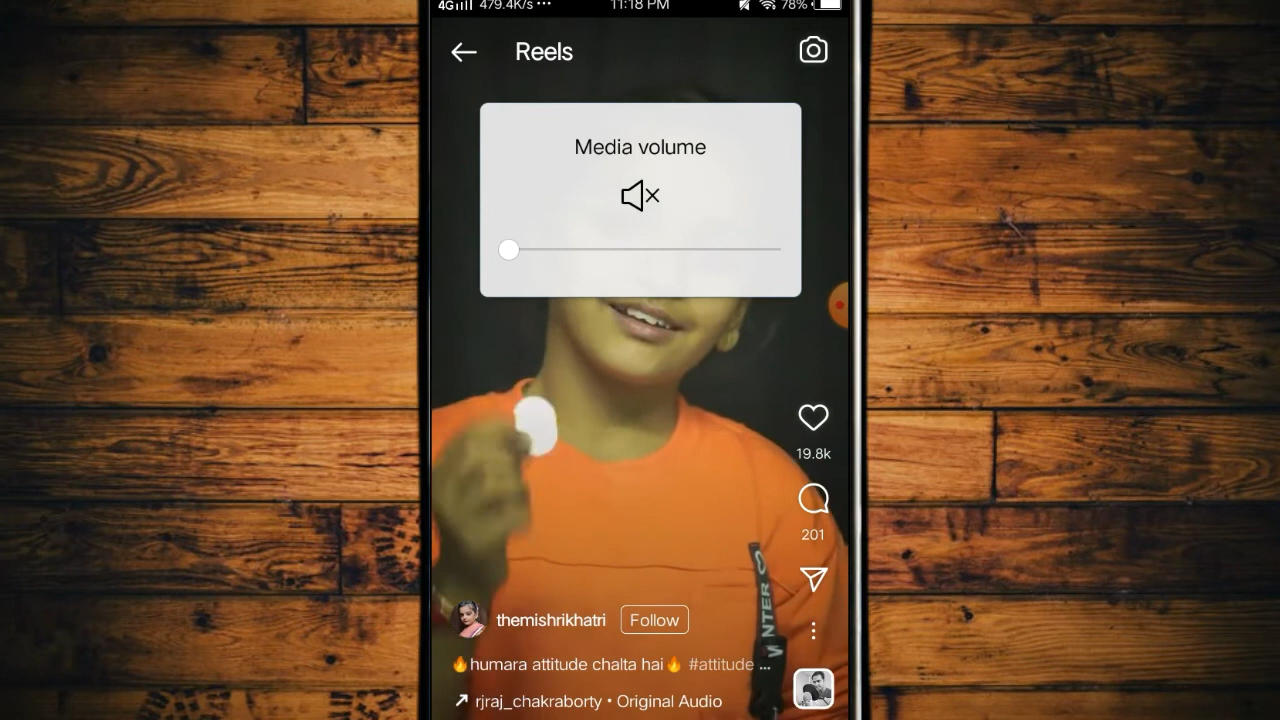 4G 479.4K/s ··· 11:18 PM 78%
Reels
Media volume
19.8k
201
themishrikhatri Follow
🔥humara attitude chalta hai🔥 #attitude ...
rjraj_chakraborty • Original Audio